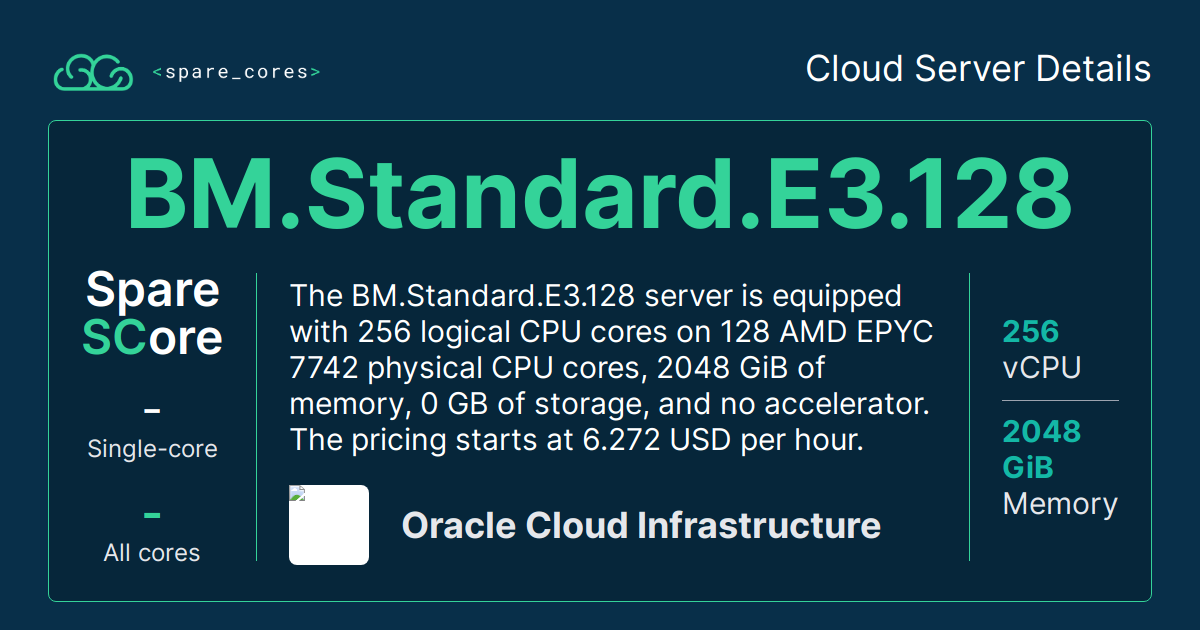 <spare_cores>
Cloud Server Details
BM.Standard.E3.128
Spare
SCore
-
Single-core
-
All cores
The BM.Standard.E3.128 server is equipped
with 256 logical CPU cores on 128 AMD EPYC
7742 physical CPU cores, 2048 GiB of
memory, 0 GB of storage, and no accelerator.
The pricing starts at 6.272 USD per hour.
Oracle Cloud Infrastructure
256
vCPU
2048
GiB
Memory